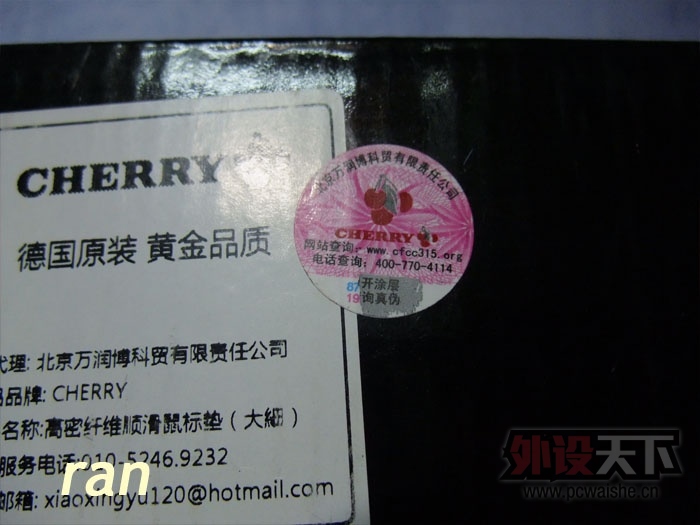 CHERRY
德国原装 黄金品质
代理: 北京万润博科贸有限责任公司
品品牌: CHERRY
名称:高密纤维顺滑鼠标垫（大細）
服务电话:010-5246.9232
邮箱: xiaoxingyu120@hotmail.com
北京万润博科贸有限责任公司
CHERRY
网站查询: www.cfcc315.org
电话查询: 400-770-4114
87 开涂层
19 询真伪
ran
外设天下
www.pcwaishe.cn